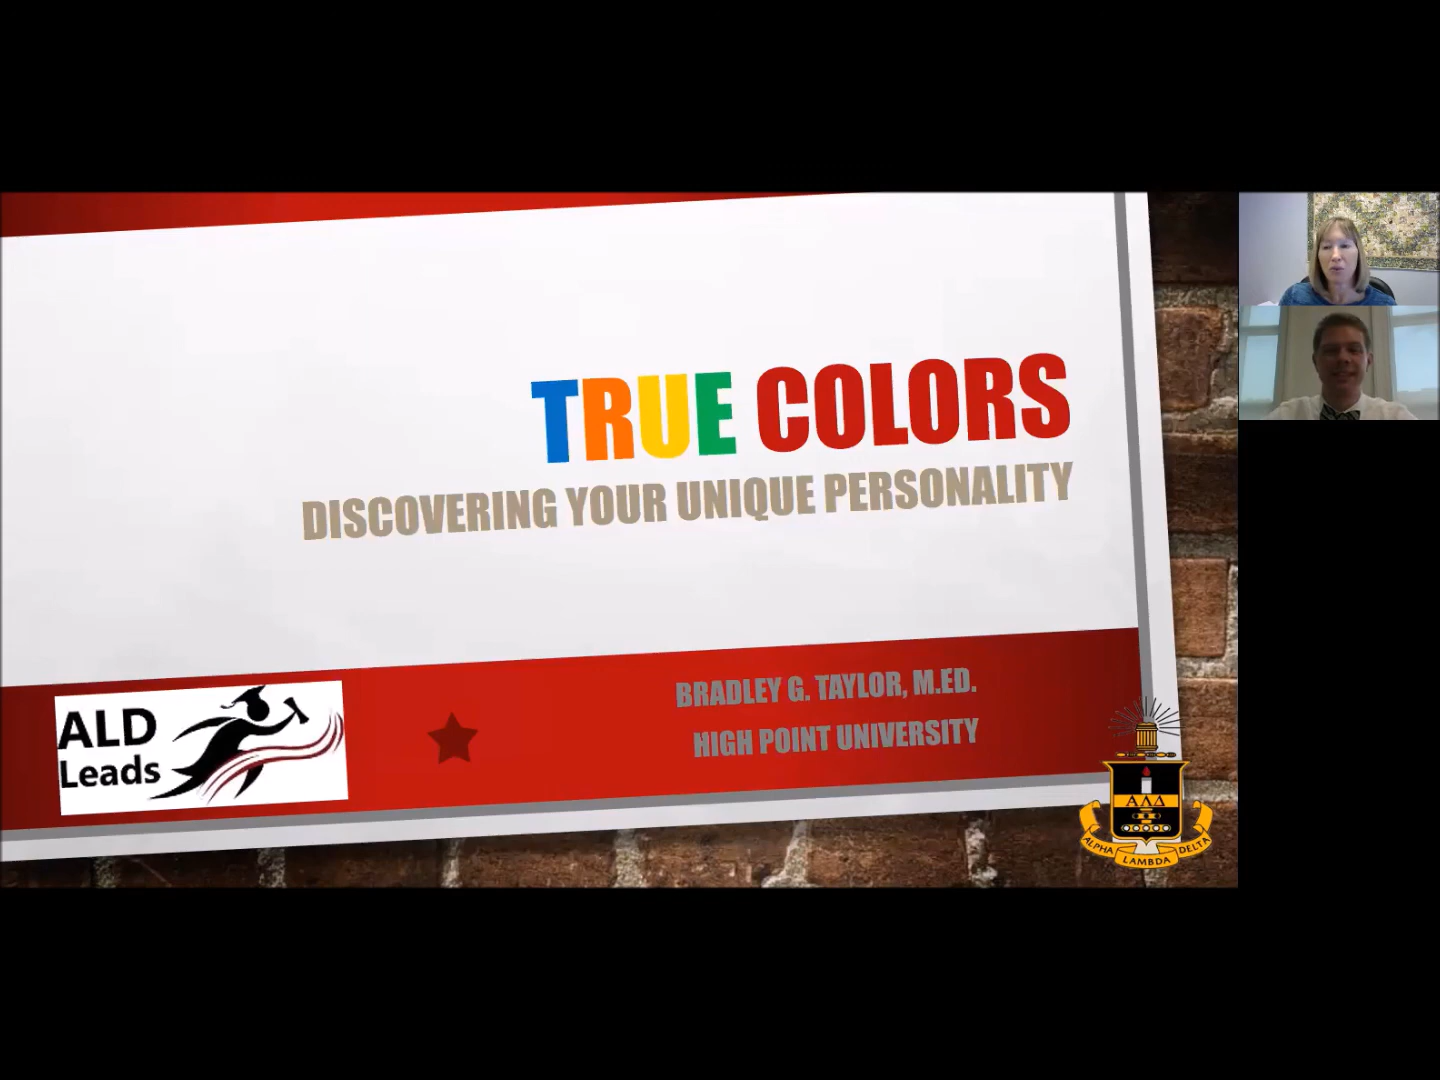 TRUE COLORS
DISCOVERING YOUR UNIQUE PERSONALITY
BRADLEY G. TAYLOR, M.ED.
HIGH POINT UNIVERSITY
ALD
Leads
ΑΛΔ
ALPHA LAMBDA DELTA